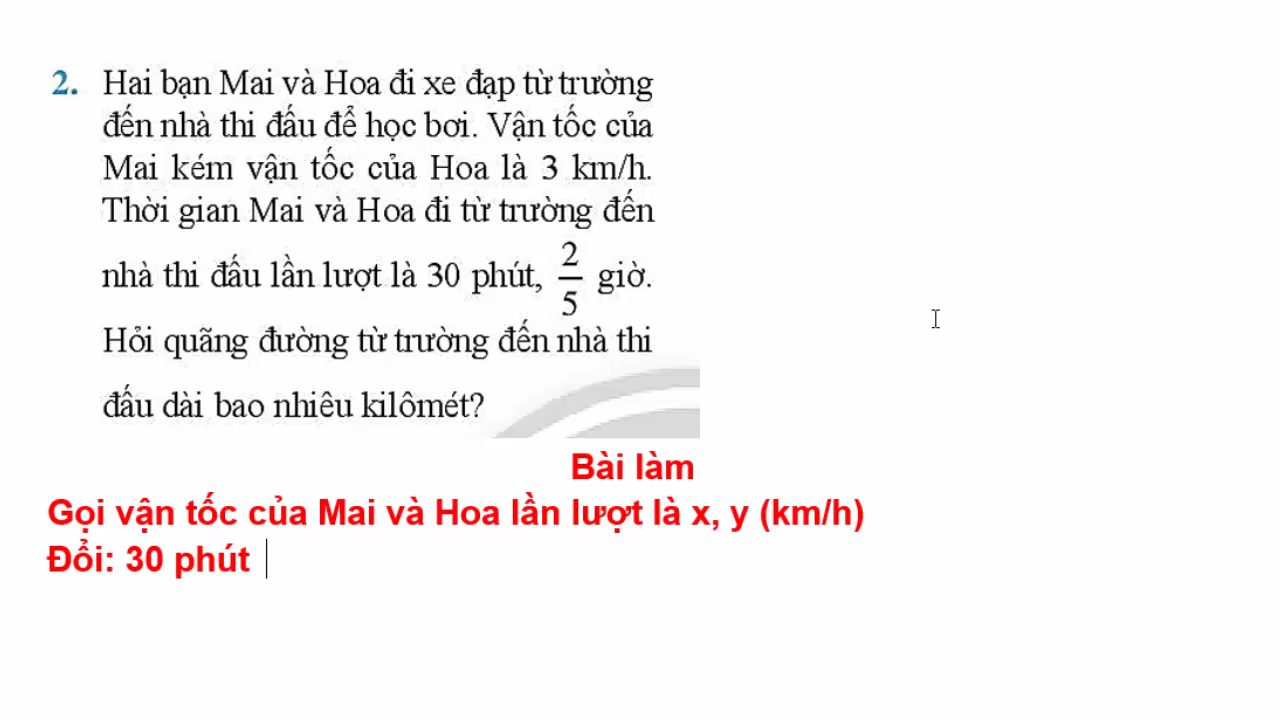 2. Hai bạn Mai và Hoa đi xe đạp từ trường
đến nhà thi đấu để học bơi. Vận tốc của
Mai kém vận tốc của Hoa là 3 km/h.
Thời gian Mai và Hoa đi từ trường đến
nhà thi đấu lần lượt là 30 phút, 2/5 giờ.
Hỏi quãng đường từ trường đến nhà thi
đấu dài bao nhiêu kilômét?
Bài làm
Gọi vận tốc của Mai và Hoa lần lượt là x, y (km/h)
Đổi: 30 phút